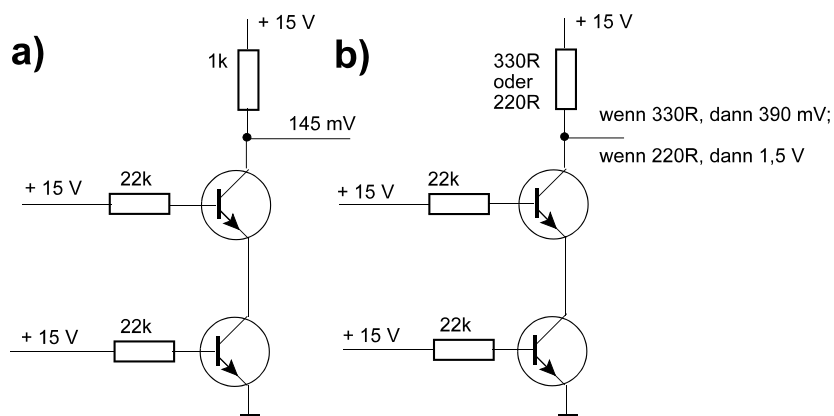 a)
+ 15 V
1k
145 mV
+ 15 V
22k
+ 15 V
22k
b)
+ 15 V
330R
oder
220R
wenn 330R, dann 390 mV;
wenn 220R, dann 1,5 V
+ 15 V
22k
+ 15 V
22k